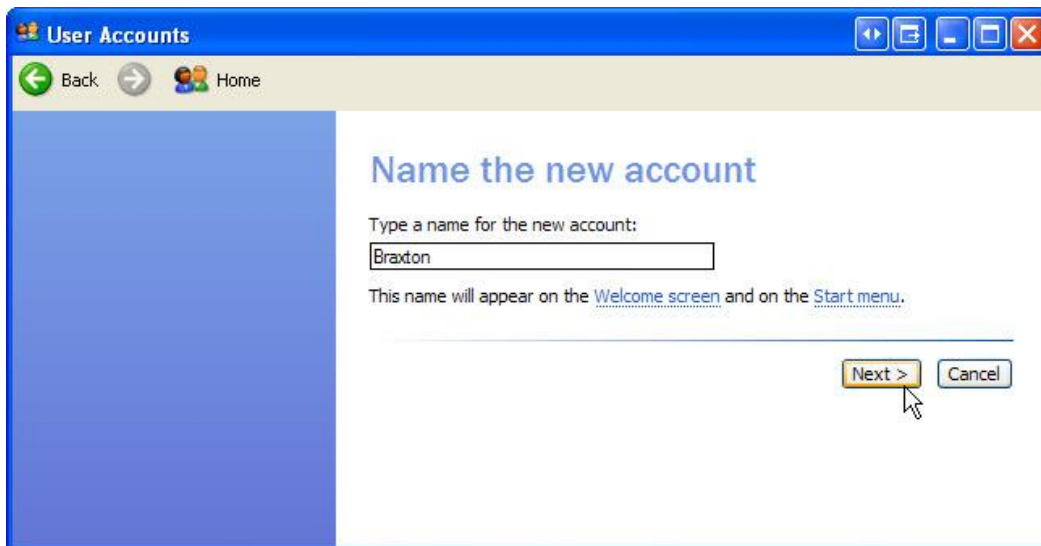 User Accounts
Back Home
Name the new account
Type a name for the new account:
Braxton
This name will appear on the Welcome screen and on the Start menu.
Next > Cancel